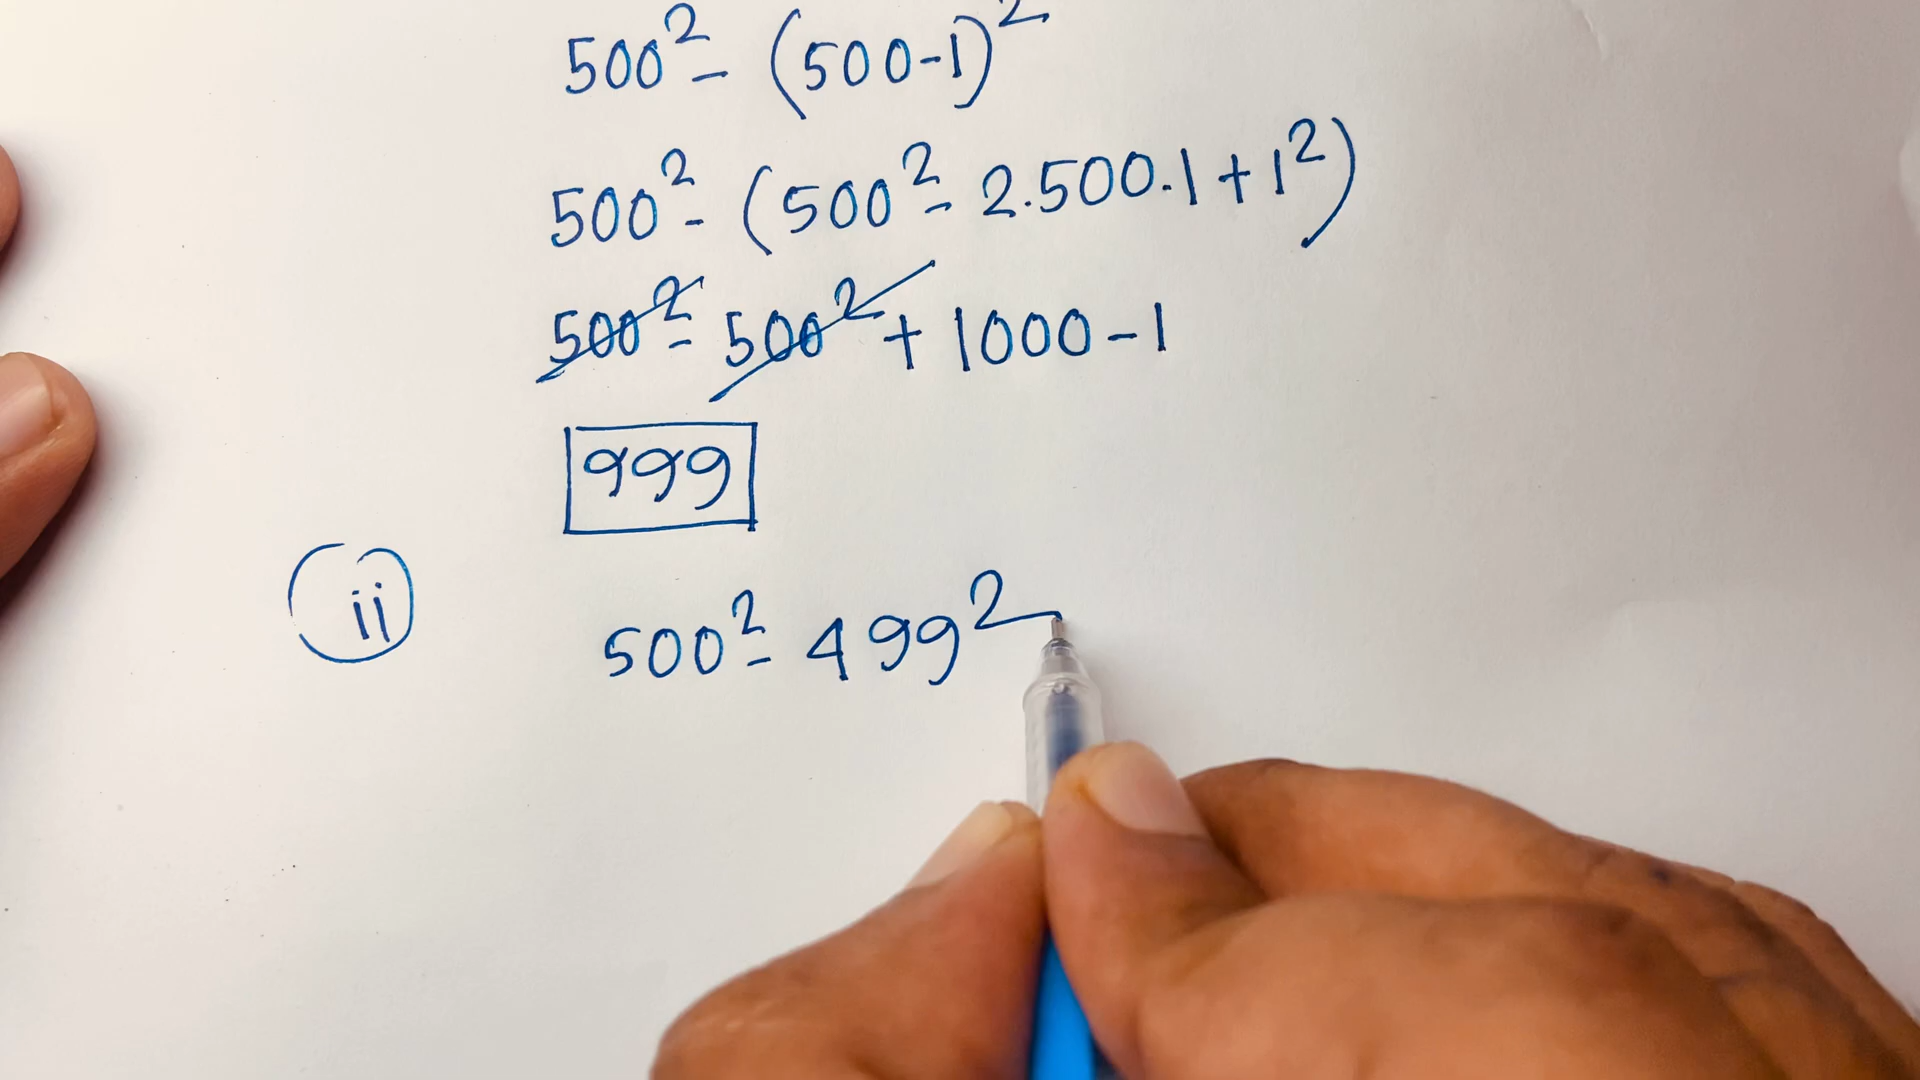 500² - (500-1)²
500² - (500² - 2.500.1 + 1²)
500² - 500² + 1000 - 1
999
ii
500² - 499²